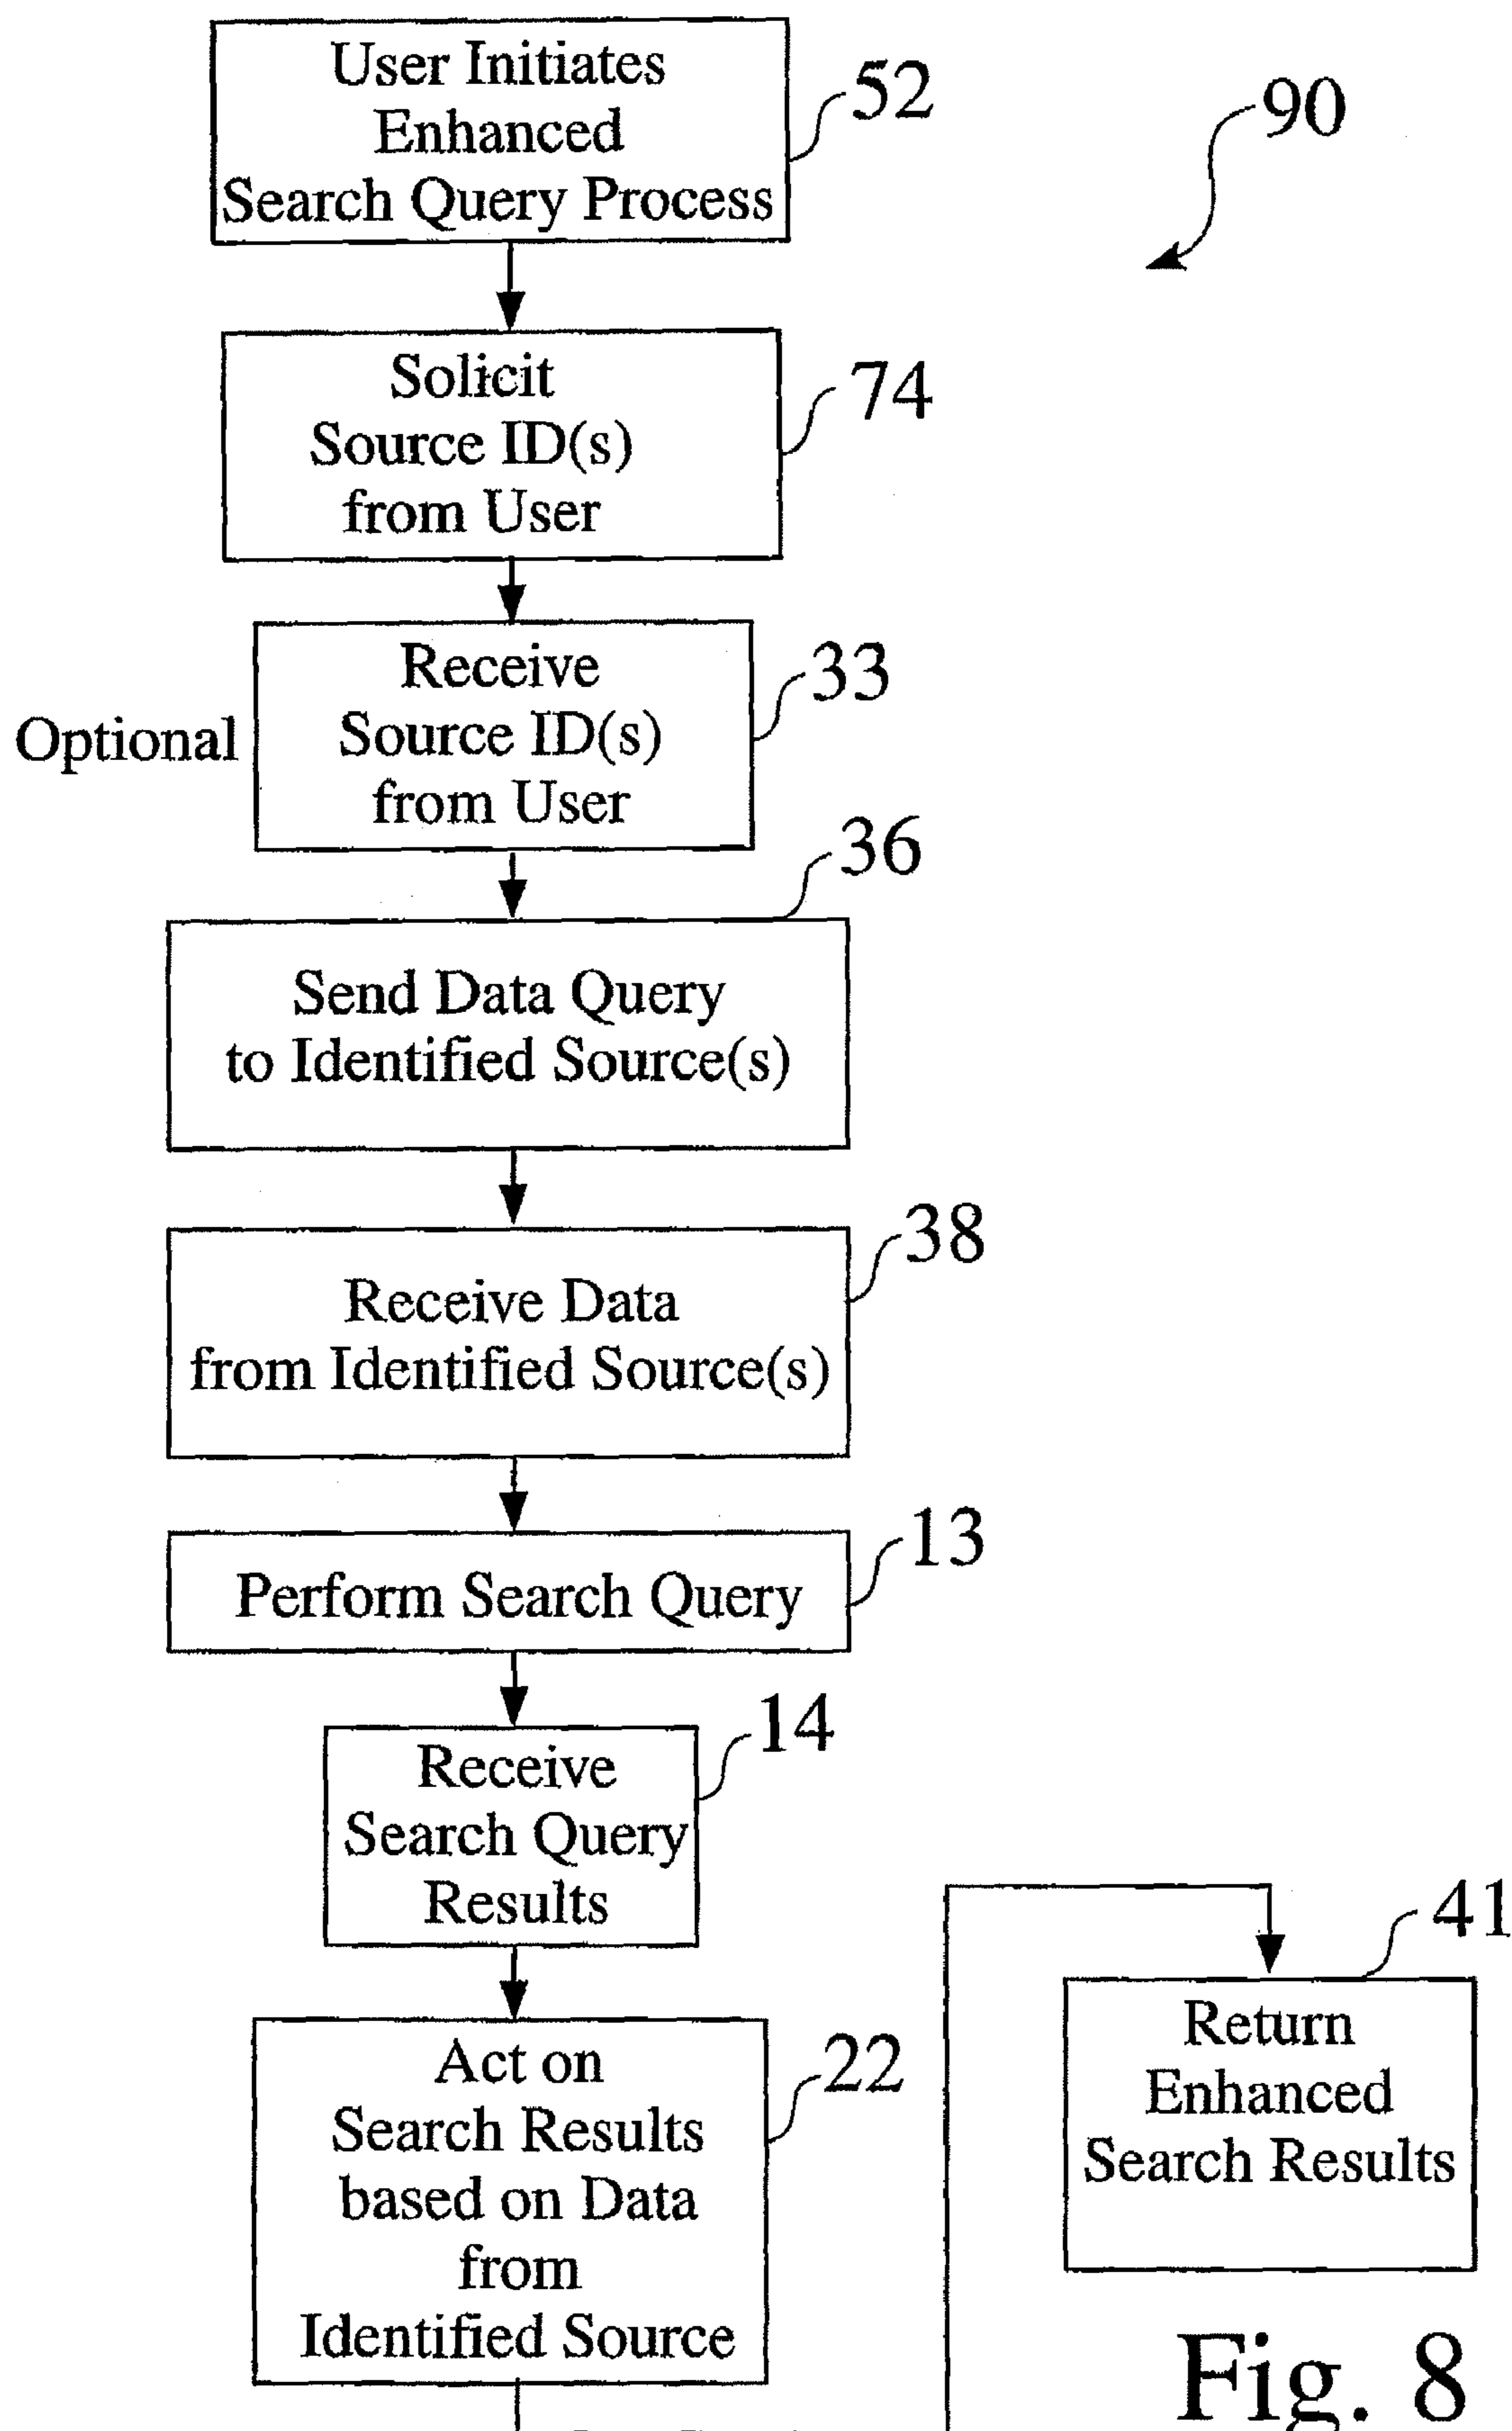 User Initiates
Enhanced
Search Query Process
52
90
Solicit
Source ID(s)
from User
74
Optional
Receive
Source ID(s)
from User
33
36
Send Data Query
to Identified Source(s)
38
Receive Data
from Identified Source(s)
13
Perform Search Query
14
Receive
Search Query
Results
22
Act on
Search Results
based on Data
from
Identified Source
41
Return
Enhanced
Search Results
Fig. 8